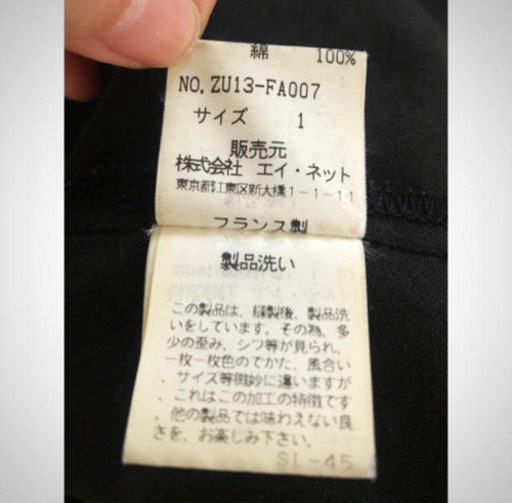 綿 100%
NO.ZU13-FA007
サイズ 1
販売元
株式会社 エイ・ネット
東京都江東区新大橋1-1-11
フランス製
製品洗い
この製品は、縫製後、製品洗
いをしています。その為、多
少の歪み、シワ等が見られ、
一枚一枚色のでかた、風合い
、サイズ等微妙に違いますが
、これはこの加工の特徴です
。他の製品では味わえない良
さを、お楽しみ下さい。
SL-45